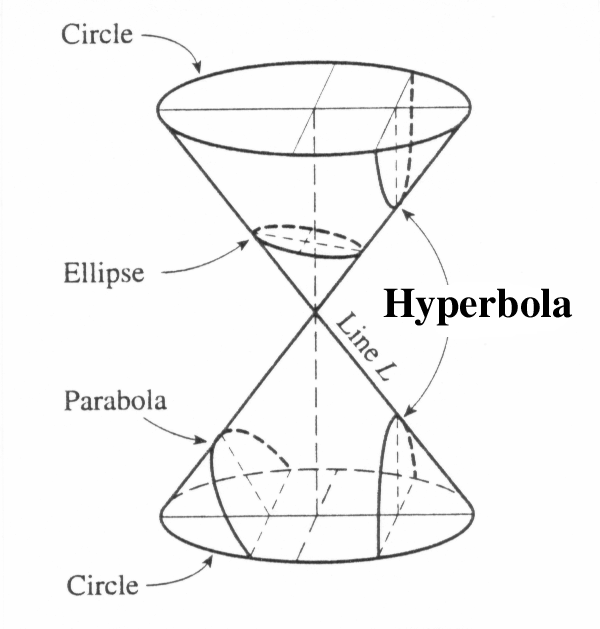 Circle
Ellipse
Hyperbola
Line L
Parabola
Circle